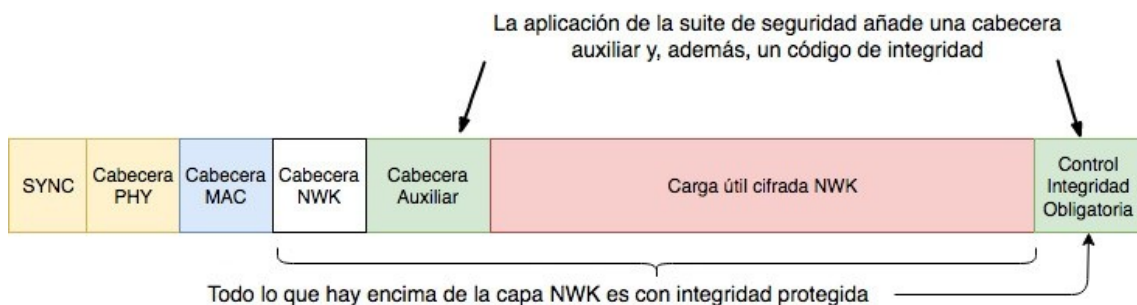 La aplicación de la suite de seguridad añade una cabecera
auxiliar y, además, un código de integridad
SYNC
Cabecera
PHY
Cabecera
MAC
Cabecera
NWK
Cabecera
Auxiliar
Carga útil cifrada NWK
Control
Integridad
Obligatoria
Todo lo que hay encima de la capa NWK es con integridad protegida